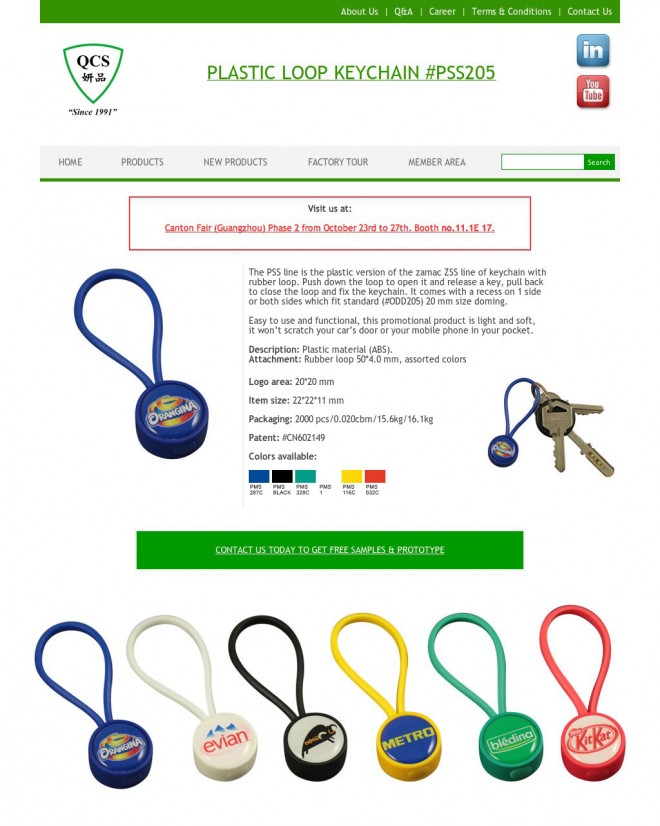 About Us | Q&A | Career | Terms & Conditions | Contact Us
QCS
妍品
“Since 1991”
PLASTIC LOOP KEYCHAIN #PSS205
in
You
Tube
HOME PRODUCTS NEW PRODUCTS FACTORY TOUR MEMBER AREA Search
Visit us at:
Canton Fair (Guangzhou) Phase 2 from October 23rd to 27th. Booth no.11.1E 17.
The PSS line is the plastic version of the zamac ZSS line of keychain with
rubber loop. Push down the loop to open it and release a key, pull back
to close the loop and fix the keychain. It comes with a recess on 1 side
or both sides which fit standard (#ODD205) 20 mm size doming.
Easy to use and functional, this promotional product is light and soft,
it won’t scratch your car’s door or your mobile phone in your pocket.
Description: Plastic material (ABS).
Attachment: Rubber loop 50*4.0 mm, assorted colors
Logo area: 20*20 mm
Item size: 22*22*11 mm
Packaging: 2000 pcs/0.020cbm/15.6kg/16.1kg
Patent: #CN602149
Colors available:
PMS 287C
PMS BLACK
PMS 328C
PMS 1
PMS 116C
PMS 032C
ORANGINA
CONTACT US TODAY TO GET FREE SAMPLES & PROTOTYPE
ORANGINA
evian
METRO
blédina
KitKat